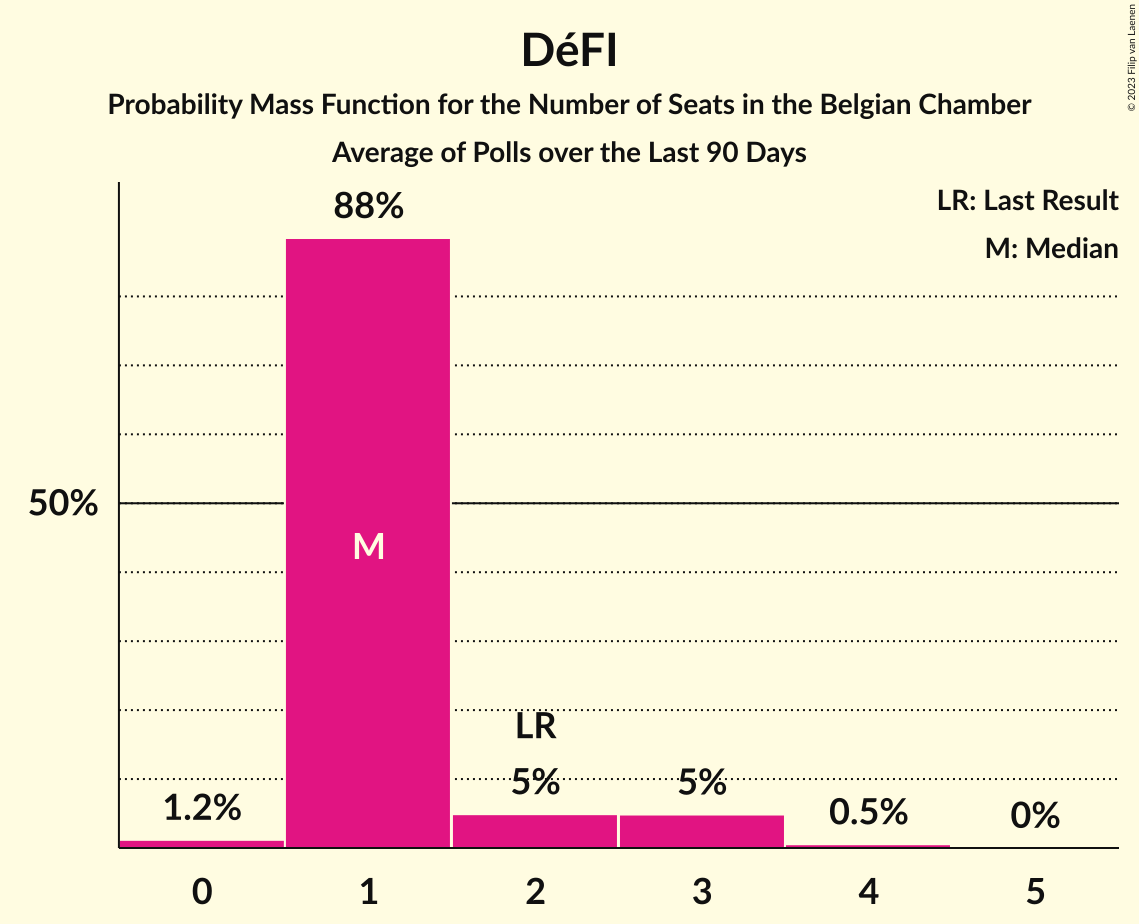 DéFI
Probability Mass Function for the Number of Seats in the Belgian Chamber
Average of Polls over the Last 90 Days
© 2023 Filip van Laenen
LR: Last Result
M: Median
88%
50%
M
LR
1.2%
5%
5%
0.5%
0%
0
1
2
3
4
5